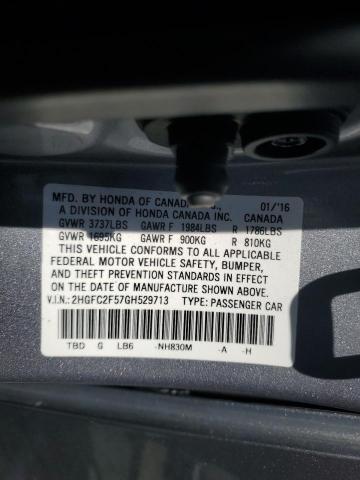 MFD. BY HONDA OF CANADA 01/'16
A DIVISION OF HONDA CANADA INC. CANADA
GVWR 3737LBS GAWR F 1984LBS R 1786LBS
GVWR 1695KG GAWR F 900KG R 810KG
THIS VEHICLE CONFORMS TO ALL APPLICABLE
FEDERAL MOTOR VEHICLE SAFETY, BUMPER,
AND THEFT PREVENTION STANDARDS IN EFFECT
ON THE DATE OF MANUFACTURE SHOWN ABOVE.
V.I.N.: 2HGFC2F57GH529713 TYPE: PASSENGER CAR
TBD G LB6 -NH830M -A -H